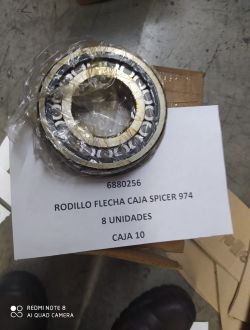 6880256
RODILLO FLECHA CAJA SPICER 974
8 UNIDADES
CAJA 10
REDMI NOTE 8
AI QUAD CAMERA